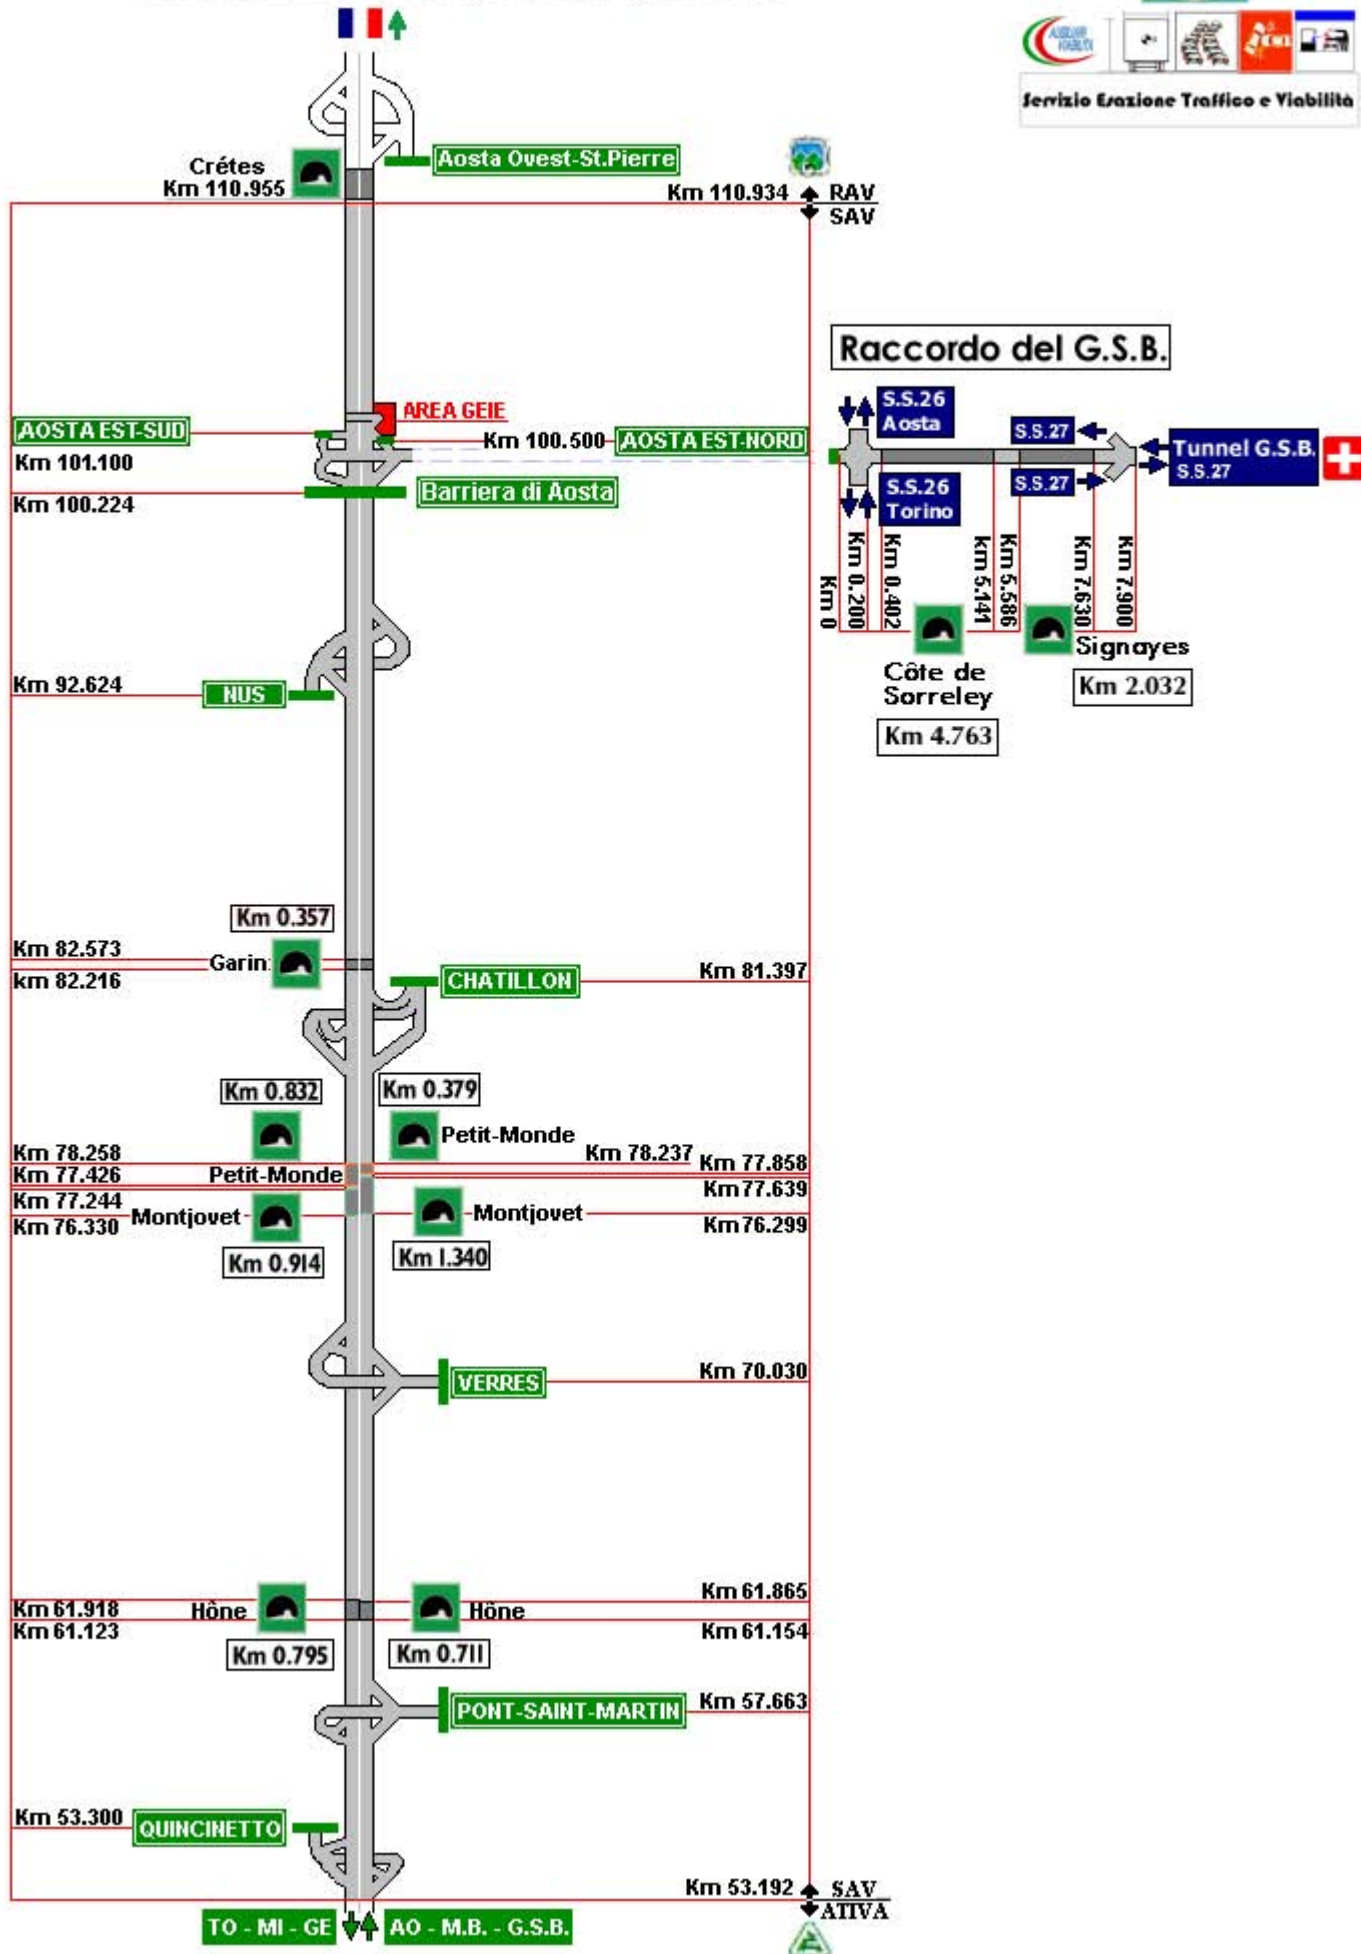 Servizio Esazione Traffico e Viabilità
Crétes
Km 110.955
Aosta Ovest-St.Pierre
Km 110.934
RAV
SAV
Raccordo del G.S.B.
AREA GEIE
AOSTA EST-SUD
Km 101.100
Km 100.500
AOSTA EST-NORD
Km 100.224
Barriera di Aosta
S.S.26
Aosta
S.S.27
Tunnel G.S.B.
S.S.27
S.S.27
S.S.26
Torino
Km 0
Km 0.200
Km 0.402
km 5.141
Km 5.586
Km 7.630
Km 7.900
Côte de
Sorreley
Km 4.763
Signayes
Km 2.032
Km 92.624
NUS
Km 0.357
Km 82.573
Garin
km 82.216
CHATILLON
Km 81.397
Km 0.832
Km 0.379
Petit-Monde
Km 78.258
Km 78.237
Km 77.858
Km 77.426
Petit-Monde
Km 77.244
Km 77.639
Km 76.330
Montjovet
Montjovet
Km 76.299
Km 0.914
Km 1.340
VERRES
Km 70.030
Km 61.918
Hône
Hône
Km 61.865
Km 61.123
Km 61.154
Km 0.795
Km 0.711
PONT-SAINT-MARTIN
Km 57.663
Km 53.300
QUINCINETTO
Km 53.192
SAV
ATIVA
TO - MI - GE
AO - M.B. - G.S.B.